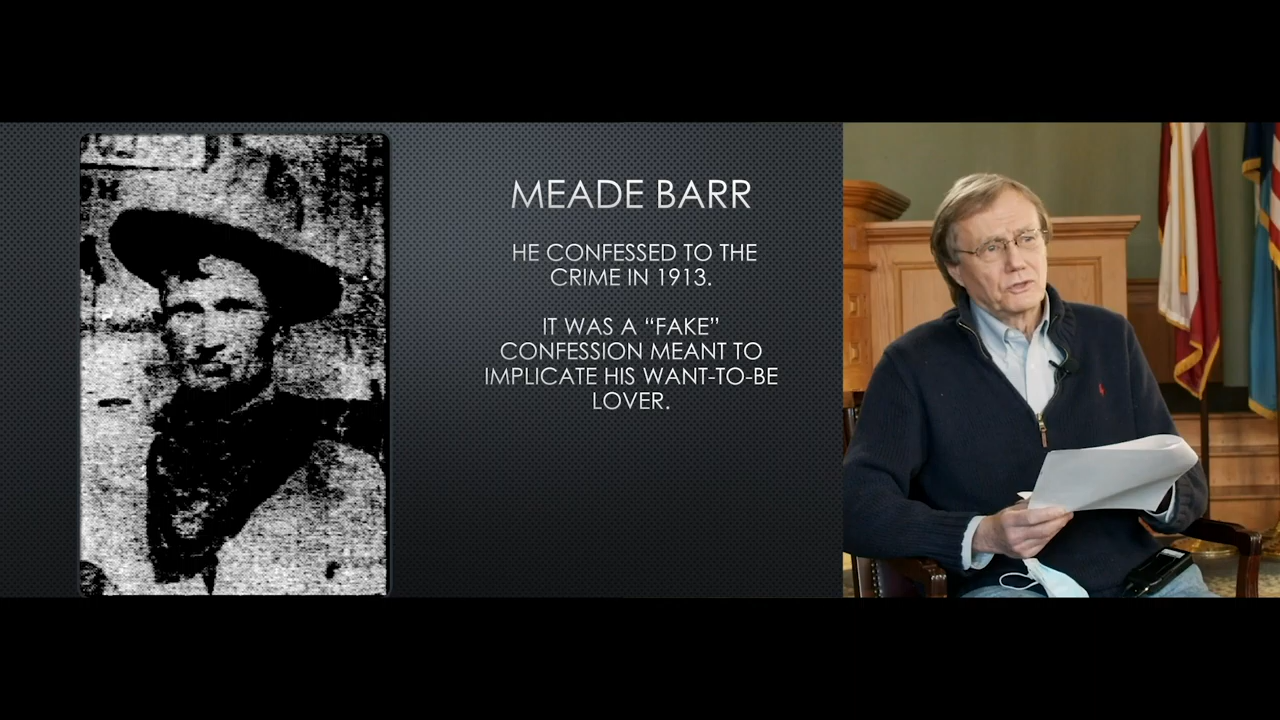 MEADE BARR
HE CONFESSED TO THE
CRIME IN 1913.
IT WAS A “FAKE”
CONFESSION MEANT TO
IMPLICATE HIS WANT-TO-BE
LOVER.